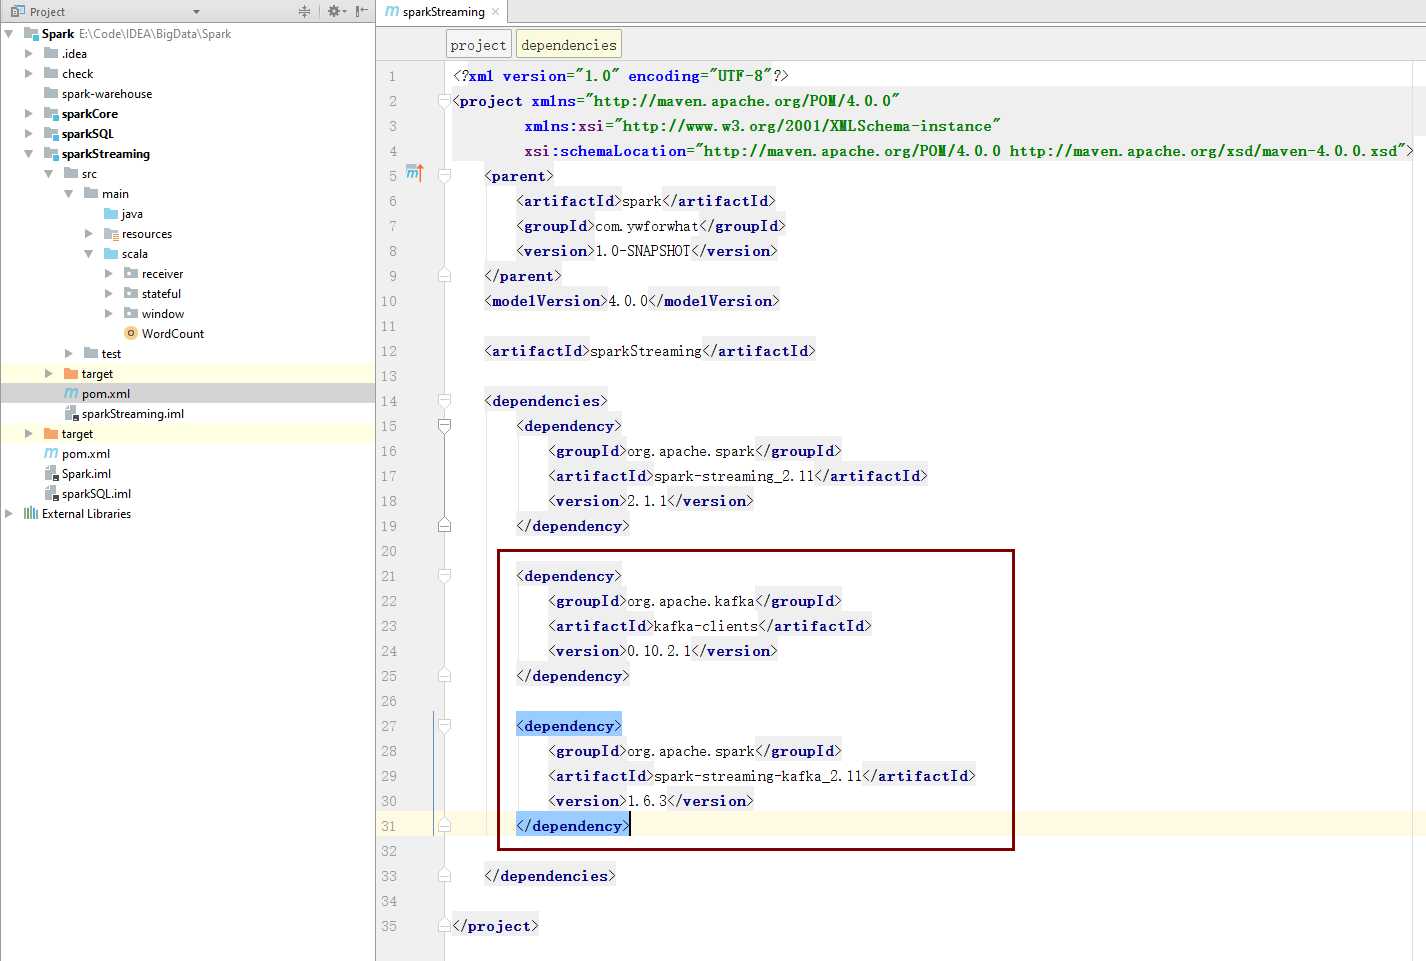 Project
Spark E:\Code\IDEA\BigData\Spark
.idea
check
spark-warehouse
sparkCore
sparkSQL
sparkStreaming
src
main
java
resources
scala
receiver
stateful
window
WordCount
test
target
pom.xml
sparkStreaming.iml
target
pom.xml
Spark.iml
sparkSQL.iml
External Libraries
sparkStreaming
project dependencies
1 <?xml version="1.0" encoding="UTF-8"?>
2 <project xmlns="http://maven.apache.org/POM/4.0.0"
3 xmlns:xsi="http://www.w3.org/2001/XMLSchema-instance"
4 xsi:schemaLocation="http://maven.apache.org/POM/4.0.0 http://maven.apache.org/xsd/maven-4.0.0.xsd">
5 <parent>
6 <artifactId>spark</artifactId>
7 <groupId>com.ywforwhat</groupId>
8 <version>1.0-SNAPSHOT</version>
9 </parent>
10 <modelVersion>4.0.0</modelVersion>
11
12 <artifactId>sparkStreaming</artifactId>
13
14 <dependencies>
15 <dependency>
16 <groupId>org.apache.spark</groupId>
17 <artifactId>spark-streaming_2.11</artifactId>
18 <version>2.1.1</version>
19 </dependency>
20
21 <dependency>
22 <groupId>org.apache.kafka</groupId>
23 <artifactId>kafka-clients</artifactId>
24 <version>0.10.2.1</version>
25 </dependency>
26
27 <dependency>
28 <groupId>org.apache.spark</groupId>
29 <artifactId>spark-streaming-kafka_2.11</artifactId>
30 <version>1.6.3</version>
31 </dependency>
32
33 </dependencies>
34
35 </project>